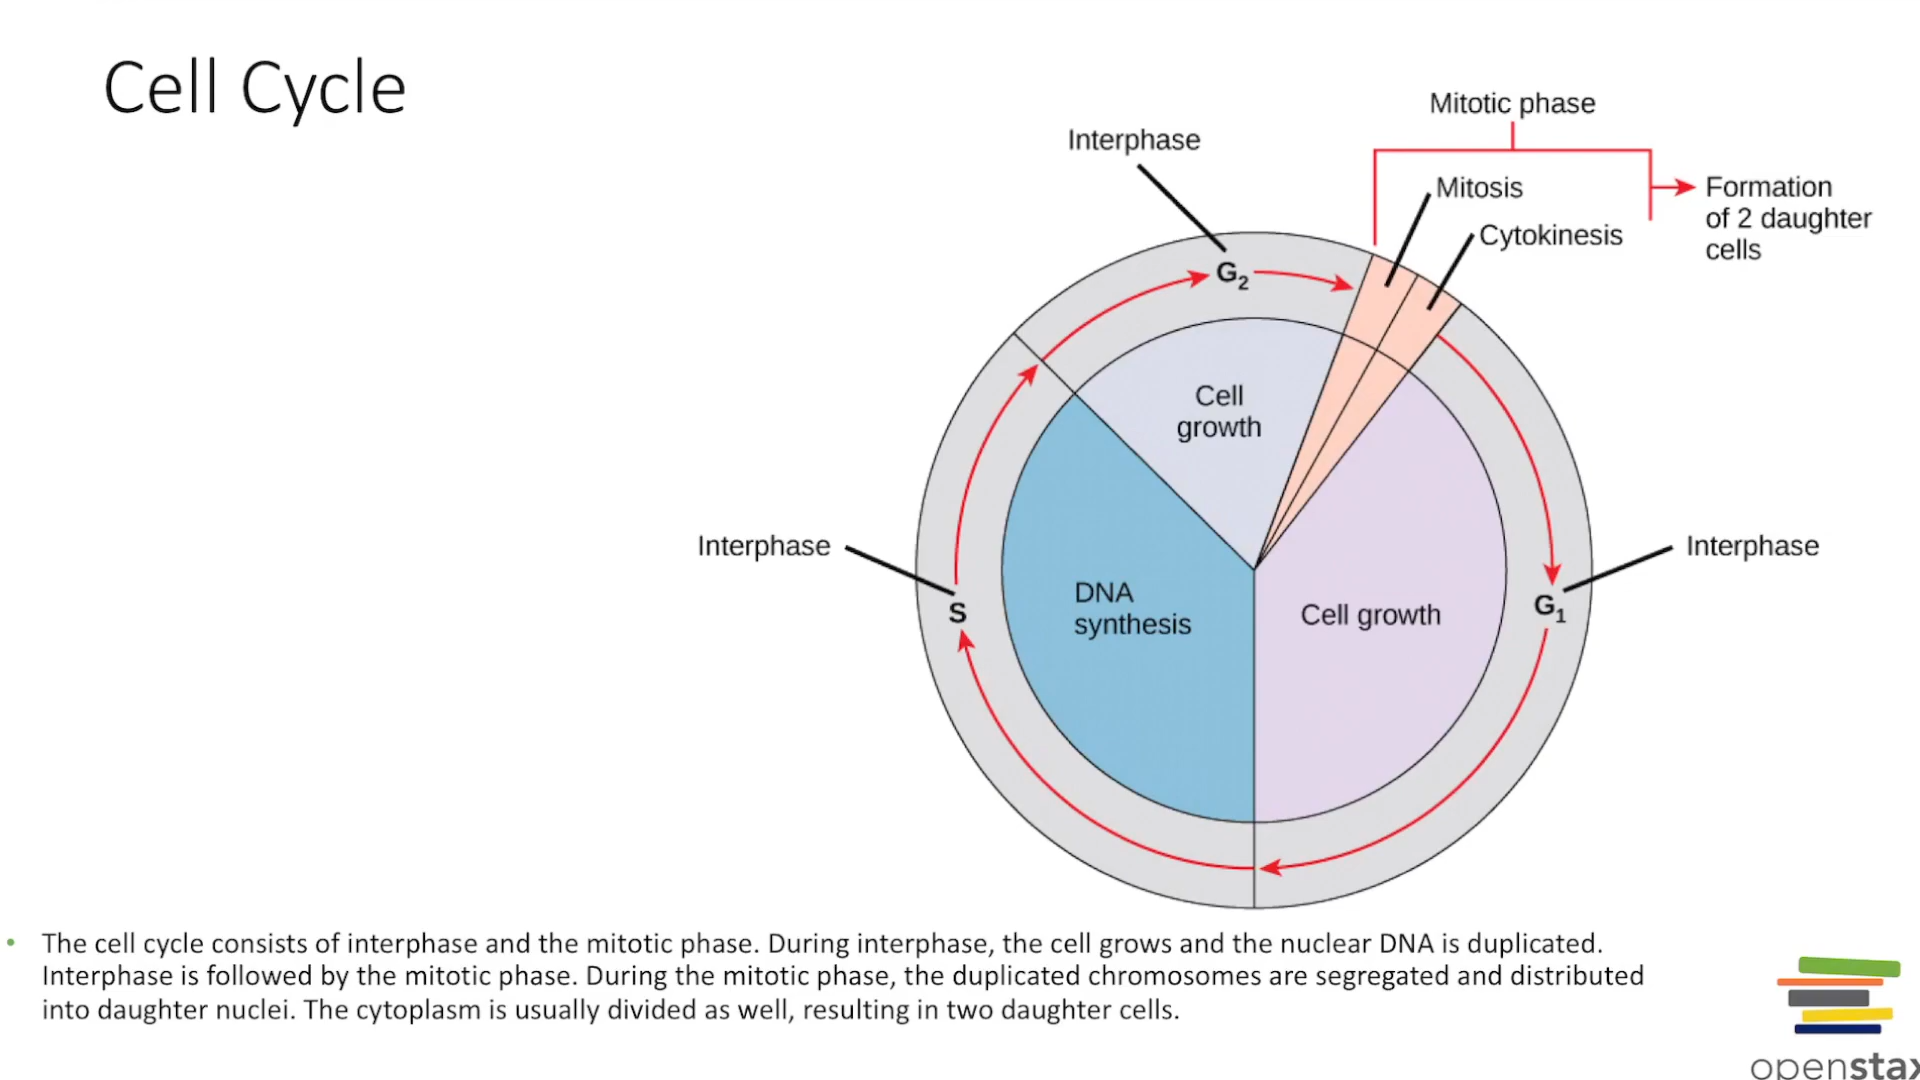 Cell Cycle
Mitotic phase
Interphase
Mitosis
Formation
of 2 daughter
cells
Cytokinesis
G₂
Cell
growth
Interphase
Interphase
DNA
synthesis
S
Cell growth
G₁
• The cell cycle consists of interphase and the mitotic phase. During interphase, the cell grows and the nuclear DNA is duplicated.
Interphase is followed by the mitotic phase. During the mitotic phase, the duplicated chromosomes are segregated and distributed
into daughter nuclei. The cytoplasm is usually divided as well, resulting in two daughter cells.
openstax